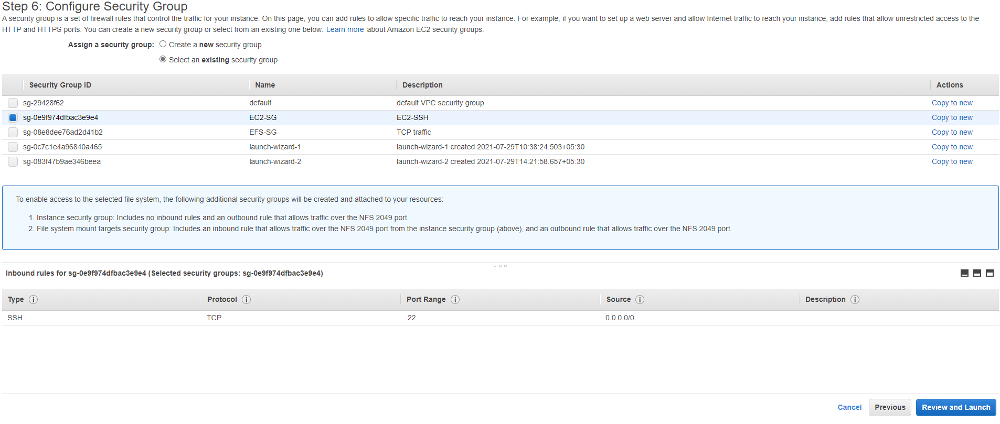 Step 6: Configure Security Group
A security group is a set of firewall rules that control the traffic for your instance. On this page, you can add rules to allow specific traffic to reach your instance. For example, if you want to set up a web server and allow Internet traffic to reach your instance, add rules that allow unrestricted access to the
HTTP and HTTPS ports. You can create a new security group or select from an existing one below. Learn more about Amazon EC2 security groups.
Assign a security group: Create a new security group
Select an existing security group
Security Group ID Name Description Actions
sg-29428f62 default default VPC security group Copy to new
sg-0e9f974dfbac3e9e4 EC2-SG EC2-SSH Copy to new
sg-08e8dee76ad2d41b2 EFS-SG TCP traffic Copy to new
sg-0c7c1e4a96840a465 launch-wizard-1 launch-wizard-1 created 2021-07-29T10:38:24.503+05:30 Copy to new
sg-083f47b9ae346beea launch-wizard-2 launch-wizard-2 created 2021-07-29T14:21:58.657+05:30 Copy to new
To enable access to the selected file system, the following additional security groups will be created and attached to your resources:
1. Instance security group: Includes no inbound rules and an outbound rule that allows traffic over the NFS 2049 port.
2. File system mount targets security group: Includes an inbound rule that allows traffic over the NFS 2049 port from the instance security group (above), and an outbound rule that allows traffic over the NFS 2049 port.
Inbound rules for sg-0e9f974dfbac3e9e4 (Selected security groups: sg-0e9f974dfbac3e9e4)
Type i Protocol i Port Range i Source i Description i
SSH TCP 22 0.0.0.0/0
Cancel Previous Review and Launch